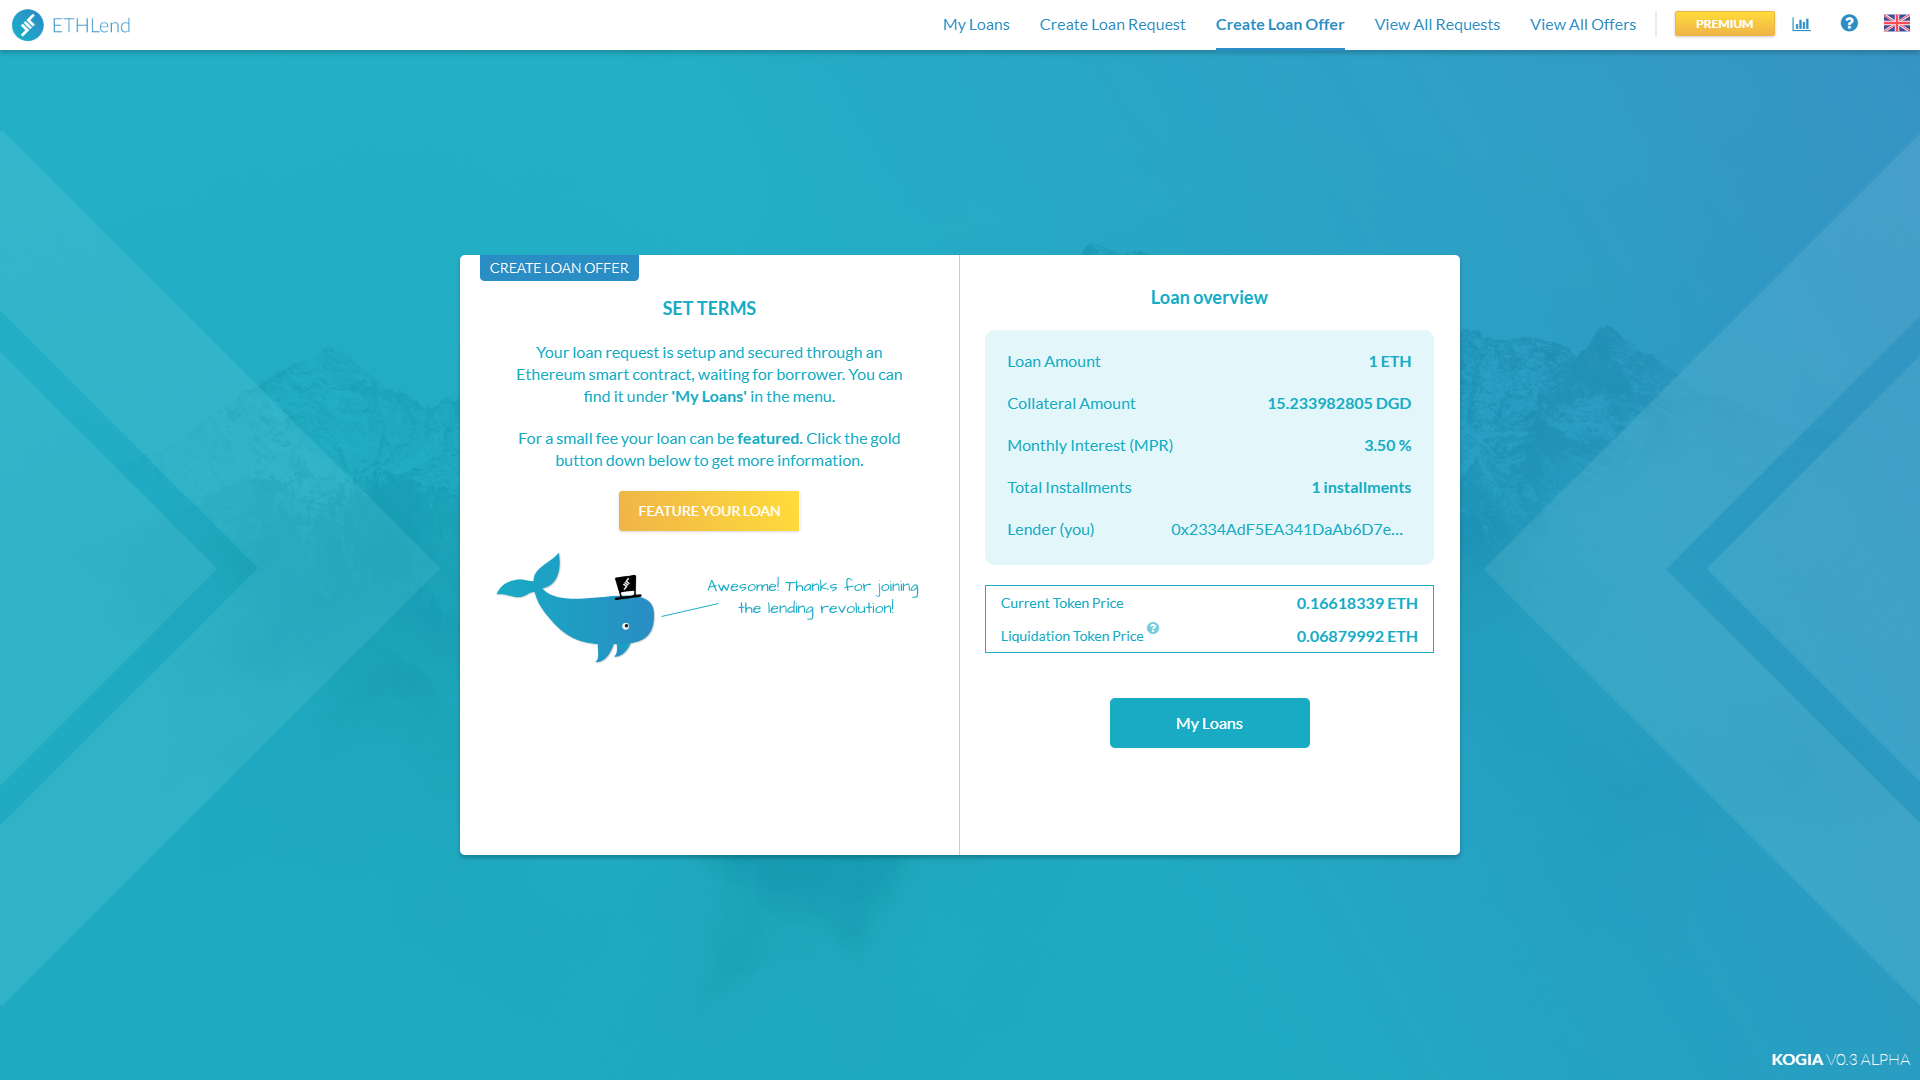 ETHLend
My Loans
Create Loan Request
Create Loan Offer
View All Requests
View All Offers
PREMIUM
CREATE LOAN OFFER
SET TERMS
Your loan request is setup and secured through an
Ethereum smart contract, waiting for borrower. You can
find it under 'My Loans' in the menu.
For a small fee your loan can be featured. Click the gold
button down below to get more information.
FEATURE YOUR LOAN
Awesome! Thanks for joining
the lending revolution!
Loan overview
Loan Amount 1 ETH
Collateral Amount 15.233982805 DGD
Monthly Interest (MPR) 3.50 %
Total Installments 1 installments
Lender (you) 0x2334AdF5EA341DaAb6D7e...
Current Token Price 0.16618339 ETH
Liquidation Token Price ? 0.06879992 ETH
My Loans
KOGIA V0.3 ALPHA